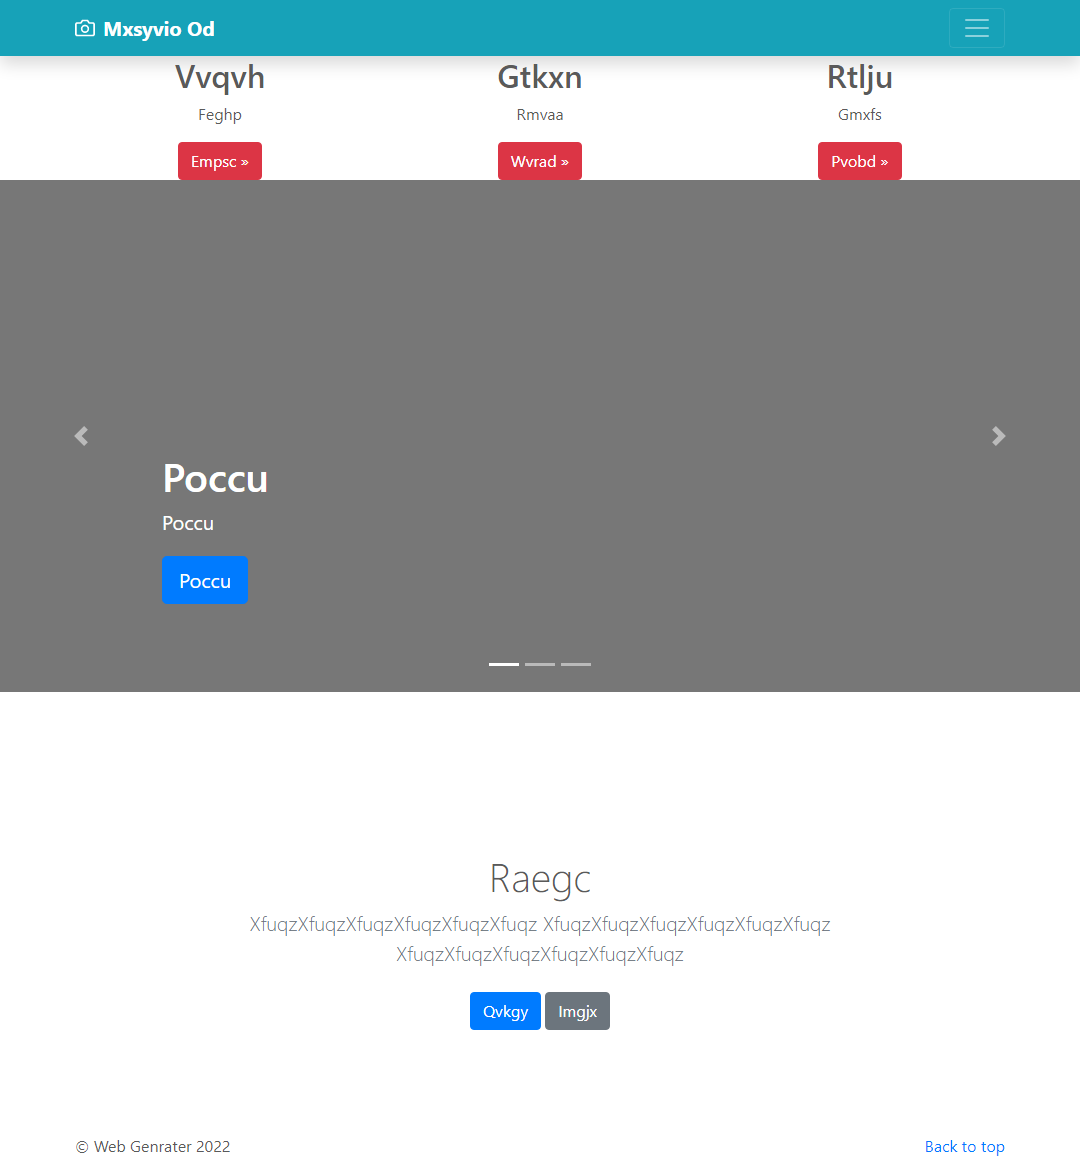 Mxsyvio Od
Vvqvh
Feghp
Empsc »
Gtkxn
Rmvaa
Wvrad »
Rtlju
Gmxfs
Pvobd »
Poccu
Poccu
Poccu
Raegc
XfuqzXfuqzXfuqzXfuqzXfuqzXfuqz XfuqzXfuqzXfuqzXfuqzXfuqzXfuqz
XfuqzXfuqzXfuqzXfuqzXfuqzXfuqz
Qvkgy Imgjx
© Web Genrater 2022
Back to top